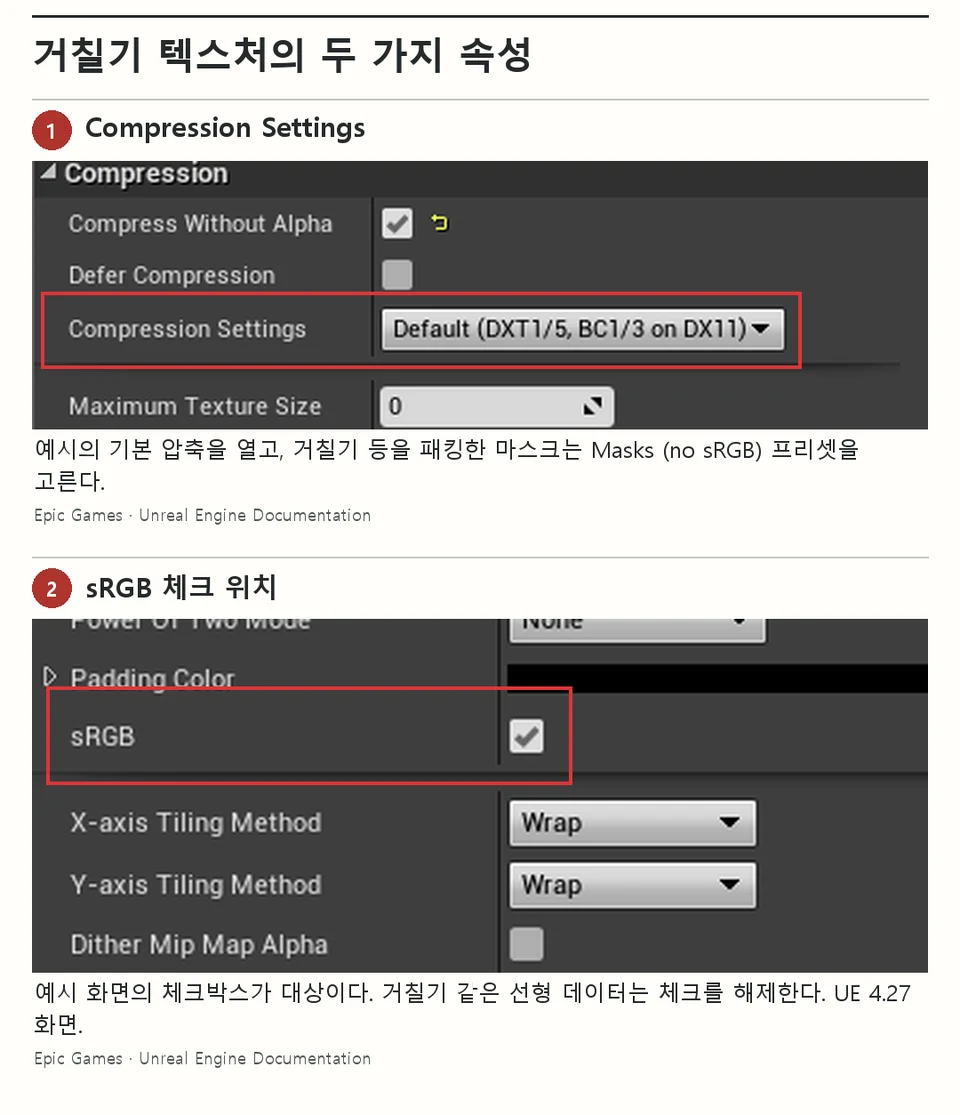 거칠기 텍스처의 두 가지 속성
1 Compression Settings
Compression
Compress Without Alpha
Defer Compression
Compression Settings Default (DXT1/5, BC1/3 on DX11)
Maximum Texture Size 0
예시의 기본 압축을 열고, 거칠기 등을 패킹한 마스크는 Masks (no sRGB) 프리셋을
고른다.
Epic Games · Unreal Engine Documentation
2 sRGB 체크 위치
Power Of Two Mode None
Padding Color
sRGB
X-axis Tiling Method Wrap
Y-axis Tiling Method Wrap
Dither Mip Map Alpha
예시 화면의 체크박스가 대상이다. 거칠기 같은 선형 데이터는 체크를 해제한다. UE 4.27
화면.
Epic Games · Unreal Engine Documentation